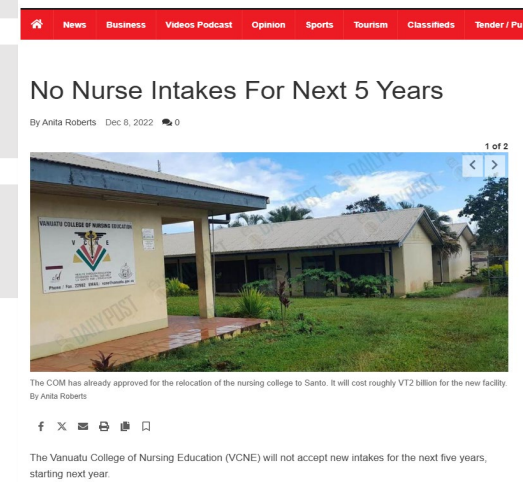 News Business Videos Podcast Opinion Sports Tourism Classifieds Tender / Pu
No Nurse Intakes For Next 5 Years
By Anita Roberts Dec 8, 2022 0
1 of 2
VANUATU COLLEGE OF NURSING EDUCATION
V C N E
DAILY POST
The COM has already approved for the relocation of the nursing college to Santo. It will cost roughly VT2 billion for the new facility.
By Anita Roberts
The Vanuatu College of Nursing Education (VCNE) will not accept new intakes for the next five years,
starting next year.